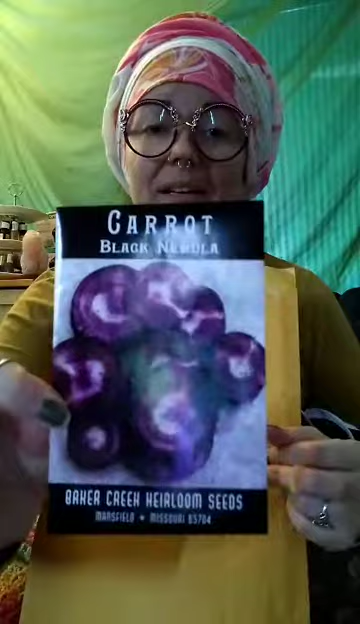 CARROT
BLACK NEBULA
BAKER CREEK HEIRLOOM SEEDS
MANSFIELD ★ MISSOURI 65704